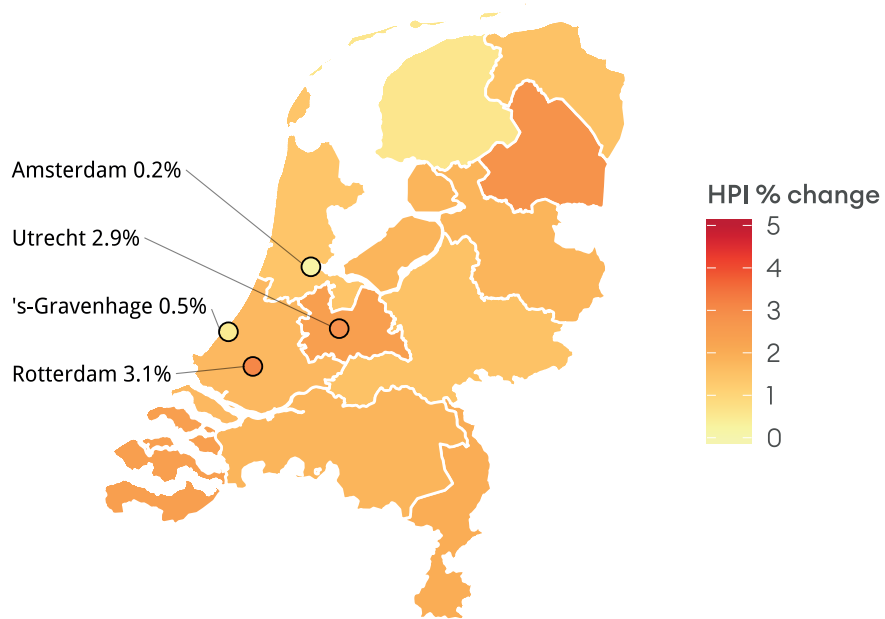 Amsterdam 0.2%
Utrecht 2.9%
's-Gravenhage 0.5%
Rotterdam 3.1%
HPI % change
5
4
3
2
1
0